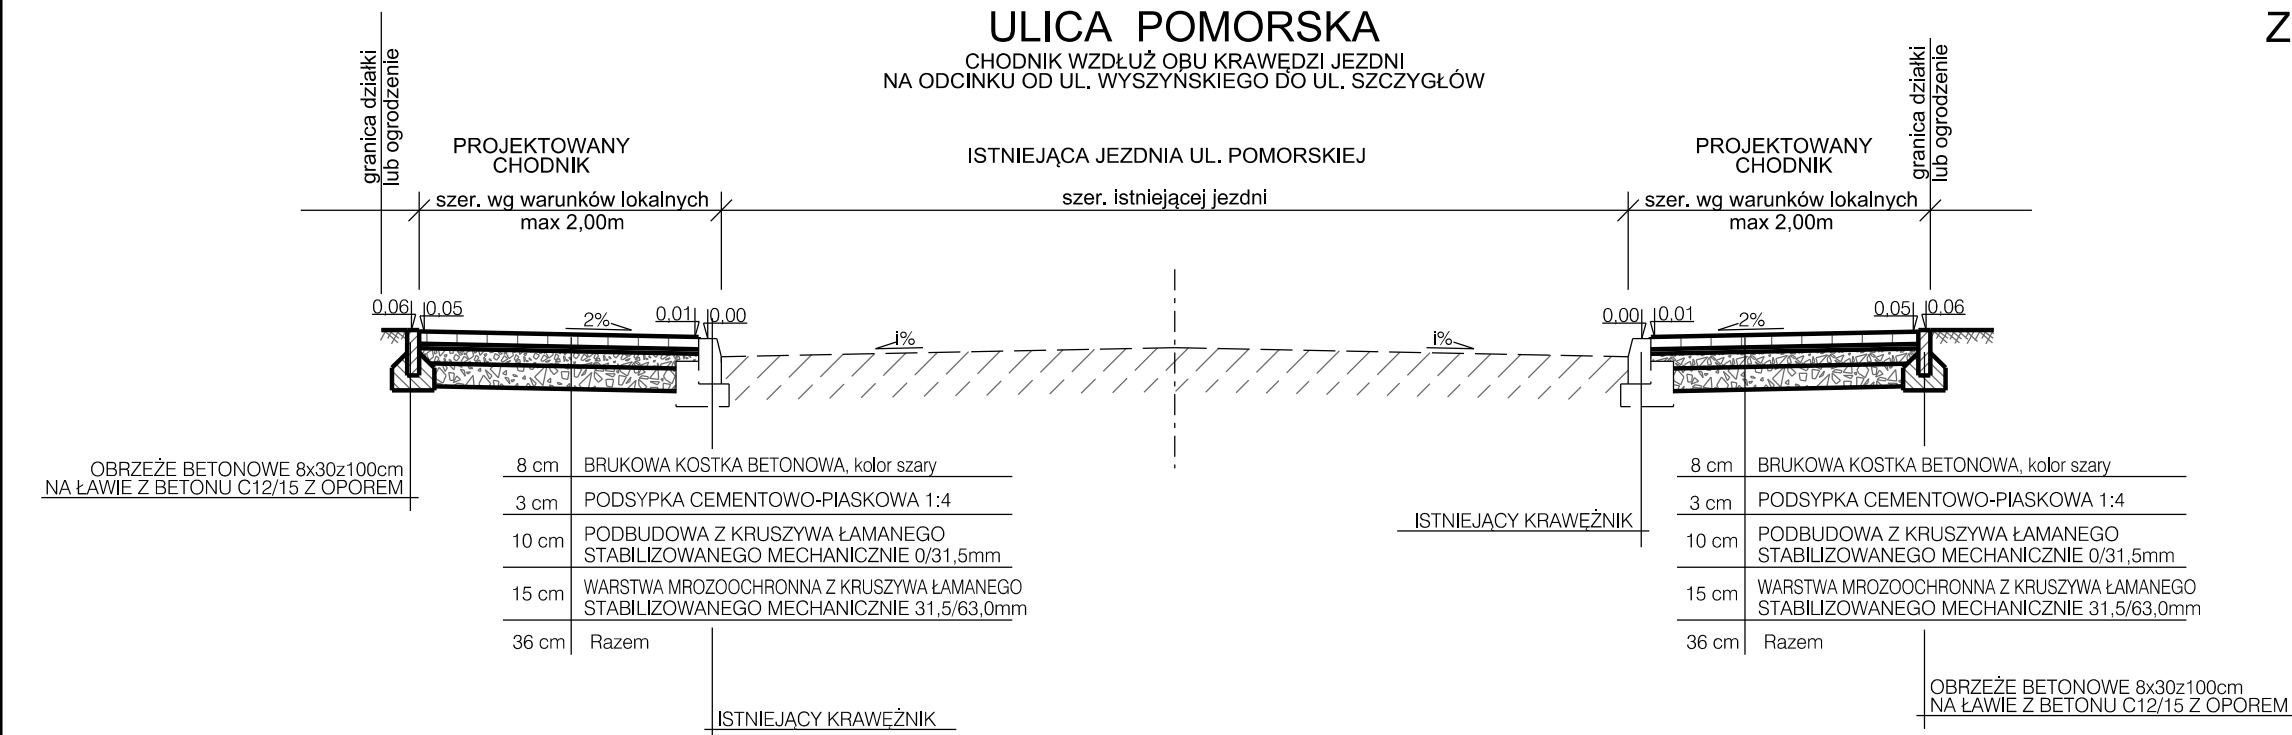 ULICA POMORSKA
Z
CHODNIK WZDŁUŻ OBU KRAWĘDZI JEZDNI
NA ODCINKU OD UL. WYSZYŃSKIEGO DO UL. SZCZYGŁÓW
granica działki
lub ogrodzenie
PROJEKTOWANY
CHODNIK
szer. wg warunków lokalnych
max 2,00m
ISTNIEJĄCA JEZDNIA UL. POMORSKIEJ
szer. istniejącej jezdni
PROJEKTOWANY
CHODNIK
szer. wg warunków lokalnych
max 2,00m
granica działki
lub ogrodzenie
0,06 0,05 2% 0,01 0,00 i% i% 0,00 0,01 2% 0,05 0,06
OBRZEŻE BETONOWE 8x30z100cm
NA ŁAWIE Z BETONU C12/15 Z OPOREM
8 cm BRUKOWA KOSTKA BETONOWA, kolor szary
3 cm PODSYPKA CEMENTOWO-PIASKOWA 1:4
10 cm PODBUDOWA Z KRUSZYWA ŁAMANEGO
STABILIZOWANEGO MECHANICZNIE 0/31,5mm
15 cm WARSTWA MROZOOCHRONNA Z KRUSZYWA ŁAMANEGO
STABILIZOWANEGO MECHANICZNIE 31,5/63,0mm
36 cm Razem
ISTNIEJĄCY KRAWĘŻNIK
ISTNIEJĄCY KRAWĘŻNIK
8 cm BRUKOWA KOSTKA BETONOWA, kolor szary
3 cm PODSYPKA CEMENTOWO-PIASKOWA 1:4
10 cm PODBUDOWA Z KRUSZYWA ŁAMANEGO
STABILIZOWANEGO MECHANICZNIE 0/31,5mm
15 cm WARSTWA MROZOOCHRONNA Z KRUSZYWA ŁAMANEGO
STABILIZOWANEGO MECHANICZNIE 31,5/63,0mm
36 cm Razem
OBRZEŻE BETONOWE 8x30z100cm
NA ŁAWIE Z BETONU C12/15 Z OPOREM